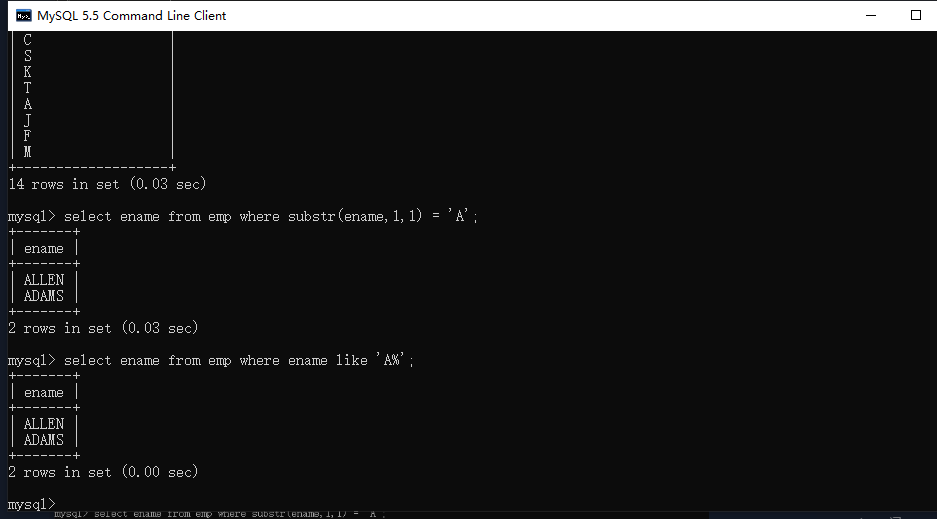 MySQL 5.5 Command Line Client
| C |
| S |
| K |
| T |
| A |
| J |
| F |
| M |
+------------------+
14 rows in set (0.03 sec)
mysql> select ename from emp where substr(ename,1,1) = 'A';
+-------+
| ename |
+-------+
| ALLEN |
| ADAMS |
+-------+
2 rows in set (0.03 sec)
mysql> select ename from emp where ename like 'A%';
+-------+
| ename |
+-------+
| ALLEN |
| ADAMS |
+-------+
2 rows in set (0.00 sec)
mysql>
mysql> select ename from emp where substr(ename,1,1) = 'A';